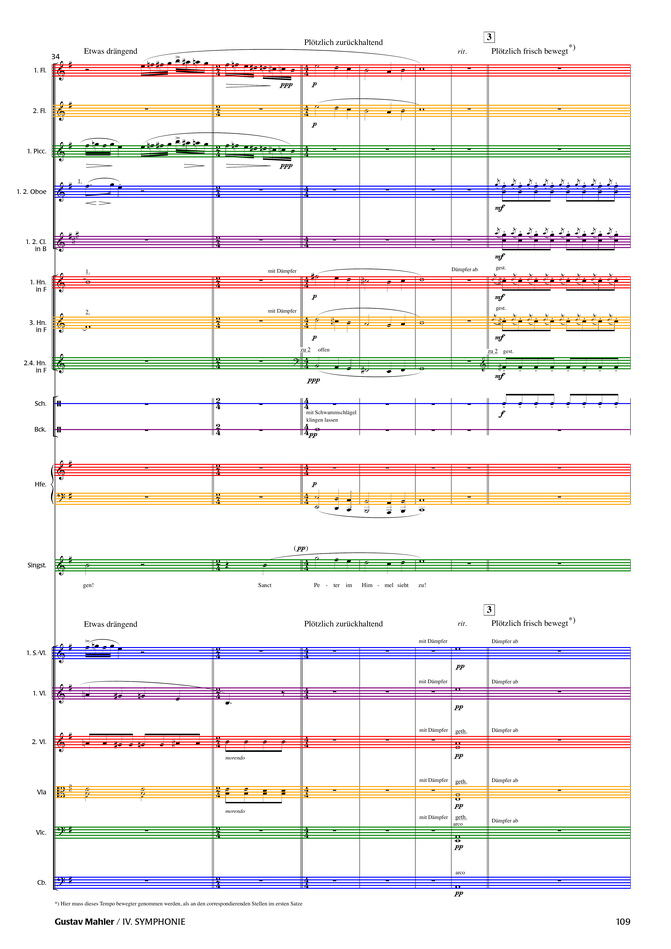 3
Plötzlich zurückhaltend
34
Etwas drängend
rit.
Plötzlich frisch bewegt*)
1. Fl.
ppp
p
2. Fl.
p
1. Picc.
ppp
1.
1. 2. Oboe
mf
1. 2. Cl.
in B
mf
1.
mit Dämpfer
Dämpfer ab
gest.
1. Hn.
in F
p
mf
2.
mit Dämpfer
gest.
3. Hn.
in F
p
mf
zu 2 offen
zu 2 gest.
2.4. Hn.
in F
ppp
mf
Sch.
f
mit Schwammschlägel
klingen lassen
Bck.
pp
Hfe.
p
(pp)
Singst.
gen! Sanct Pe - ter im Him - mel sieht zu!
3
Etwas drängend
Plötzlich zurückhaltend
rit.
Plötzlich frisch bewegt*)
mit Dämpfer
Dämpfer ab
1. S.-Vl.
pp
mit Dämpfer
Dämpfer ab
1. Vl.
pp
mit Dämpfer
geth.
Dämpfer ab
2. Vl.
morendo
pp
mit Dämpfer
geth.
Dämpfer ab
Vla
morendo
pp
mit Dämpfer
geth.
arco
Dämpfer ab
Vlc.
pp
arco
Cb.
pp
*) Hier muss dieses Tempo bewegter genommen werden, als an den correspondierenden Stellen im ersten Satze
Gustav Mahler / IV. SYMPHONIE
109